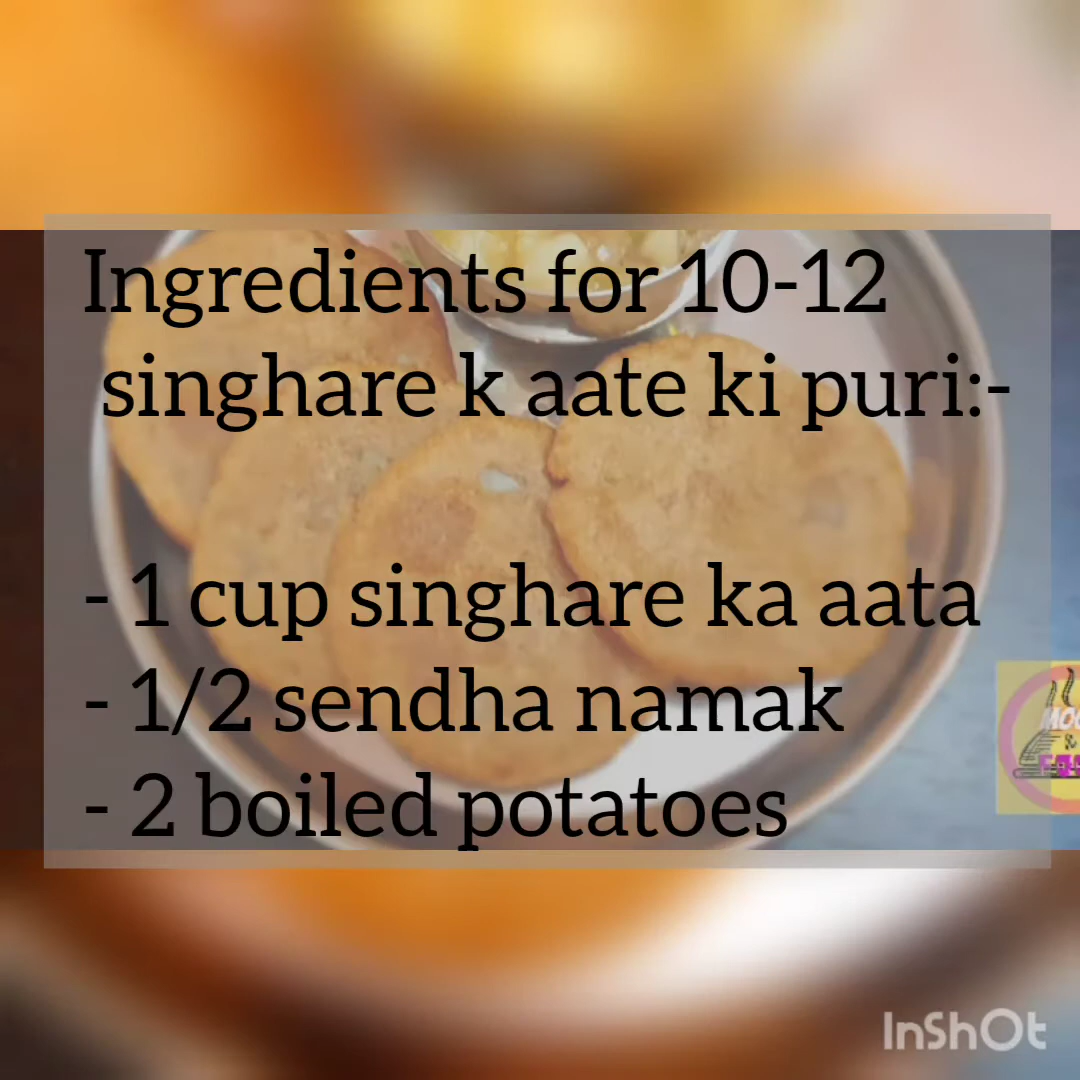 Ingredients for 10-12
singhare k aate ki puri:-
- 1 cup singhare ka aata
- 1/2 sendha namak
- 2 boiled potatoes
&
InShOt